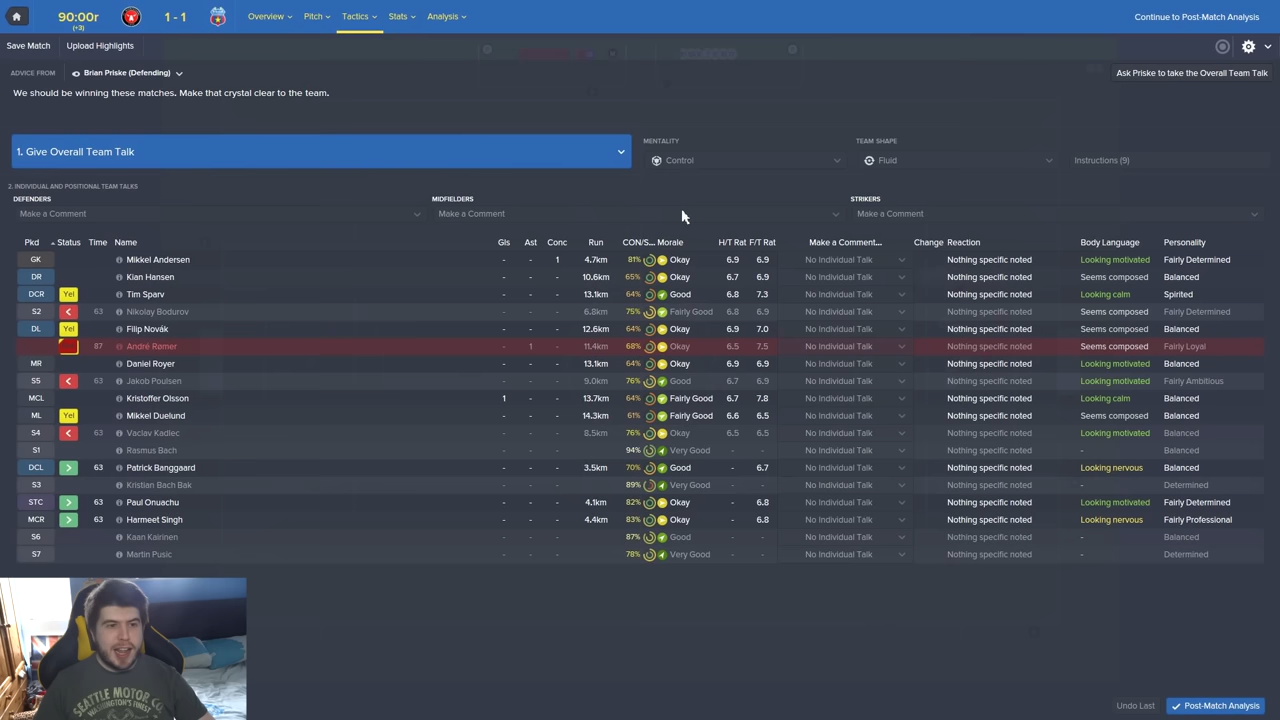 90:00r
(+3)
1 - 1
Overview
Pitch
Tactics
Stats
Analysis
Continue to Post-Match Analysis
Save Match
Upload Highlights
ADVICE FROM
Brian Priske (Defending)
Ask Priske to take the Overall Team Talk
We should be winning these matches. Make that crystal clear to the team.
1. Give Overall Team Talk
MENTALITY
Control
TEAM SHAPE
Fluid
Instructions (9)
2. INDIVIDUAL AND POSITIONAL TEAM TALKS
DEFENDERS
MIDFIELDERS
STRIKERS
Make a Comment
Make a Comment
Make a Comment
Pkd Status Time Name Gls Ast Conc Run CON/S... Morale H/T Rat F/T Rat Make a Comment... Change Reaction Body Language Personality
GK Mikkel Andersen - - 1 4.7km 81% Okay 6.9 6.9 No Individual Talk Nothing specific noted Looking motivated Fairly Determined
DR Kian Hansen - - - 10.6km 65% Okay 6.7 6.9 No Individual Talk Nothing specific noted Seems composed Balanced
DCR Yel Tim Sparv - - - 13.1km 64% Good 6.8 7.3 No Individual Talk Nothing specific noted Looking calm Spirited
S2 63 Nikolay Bodurov - - - 6.8km 75% Fairly Good 6.8 6.9 No Individual Talk Nothing specific noted Seems composed Fairly Determined
DL Yel Filip Novák - - - 12.6km 64% Okay 6.9 7.0 No Individual Talk Nothing specific noted Seems composed Balanced
87 André Rømer - 1 - 11.4km 68% Okay 6.5 7.5 No Individual Talk Nothing specific noted Seems composed Fairly Loyal
MR Daniel Royer - - - 13.1km 64% Okay 6.9 6.9 No Individual Talk Nothing specific noted Looking motivated Balanced
S5 63 Jakob Poulsen - - - 9.0km 76% Good 6.7 6.9 No Individual Talk Nothing specific noted Looking motivated Fairly Ambitious
MCL Kristoffer Olsson 1 - - 13.7km 64% Fairly Good 6.7 7.8 No Individual Talk Nothing specific noted Looking calm Balanced
ML Yel Mikkel Duelund - - - 14.3km 61% Fairly Good 6.6 6.5 No Individual Talk Nothing specific noted Seems composed Balanced
S4 63 Vaclav Kadlec - - - 8.5km 76% Okay 6.5 6.5 No Individual Talk Nothing specific noted Looking motivated Balanced
S1 Rasmus Bach - - - 94% Very Good - - No Individual Talk Nothing specific noted - Balanced
DCL 63 Patrick Banggaard - - - 3.5km 70% Good - 6.7 No Individual Talk Nothing specific noted Looking nervous Balanced
S3 Kristian Bach Bak - - - 89% Very Good - - No Individual Talk Nothing specific noted - Determined
STC 63 Paul Onuachu - - - 4.1km 82% Okay - 6.8 No Individual Talk Nothing specific noted Looking motivated Fairly Determined
MCR 63 Harmeet Singh - - - 4.4km 83% Okay - 6.8 No Individual Talk Nothing specific noted Looking nervous Fairly Professional
S6 Kaan Kairinen - - - 87% Good - - No Individual Talk Nothing specific noted - Balanced
S7 Martin Pusic - - - 78% Very Good - - No Individual Talk Nothing specific noted - Determined
SEATTLE MOTOR CO
Undo Last
Post-Match Analysis